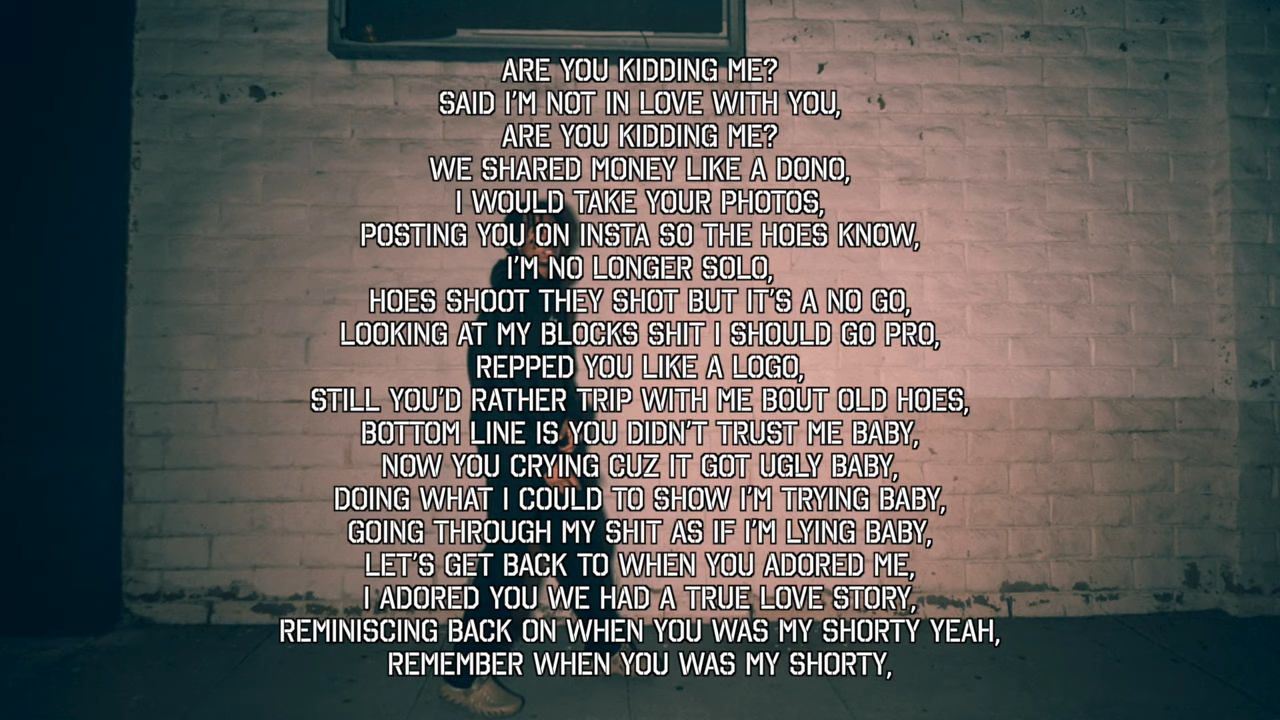 ARE YOU KIDDING ME?
SAID I'M NOT IN LOVE WITH YOU,
ARE YOU KIDDING ME?
WE SHARED MONEY LIKE A DONO,
I WOULD TAKE YOUR PHOTOS,
POSTING YOU ON INSTA SO THE HOES KNOW,
I'M NO LONGER SOLO,
HOES SHOOT THEY SHOT BUT IT'S A NO GO,
LOOKING AT MY BLOCKS SHIT I SHOULD GO PRO,
REPPED YOU LIKE A LOGO,
STILL YOU'D RATHER TRIP WITH ME BOUT OLD HOES,
BOTTOM LINE IS YOU DIDN'T TRUST ME BABY,
NOW YOU CRYING CUZ IT GOT UGLY BABY,
DOING WHAT I COULD TO SHOW I'M TRYING BABY,
GOING THROUGH MY SHIT AS IF I'M LYING BABY,
LET'S GET BACK TO WHEN YOU ADORED ME,
I ADORED YOU WE HAD A TRUE LOVE STORY,
REMINISCING BACK ON WHEN YOU WAS MY SHORTY YEAH,
REMEMBER WHEN YOU WAS MY SHORTY,